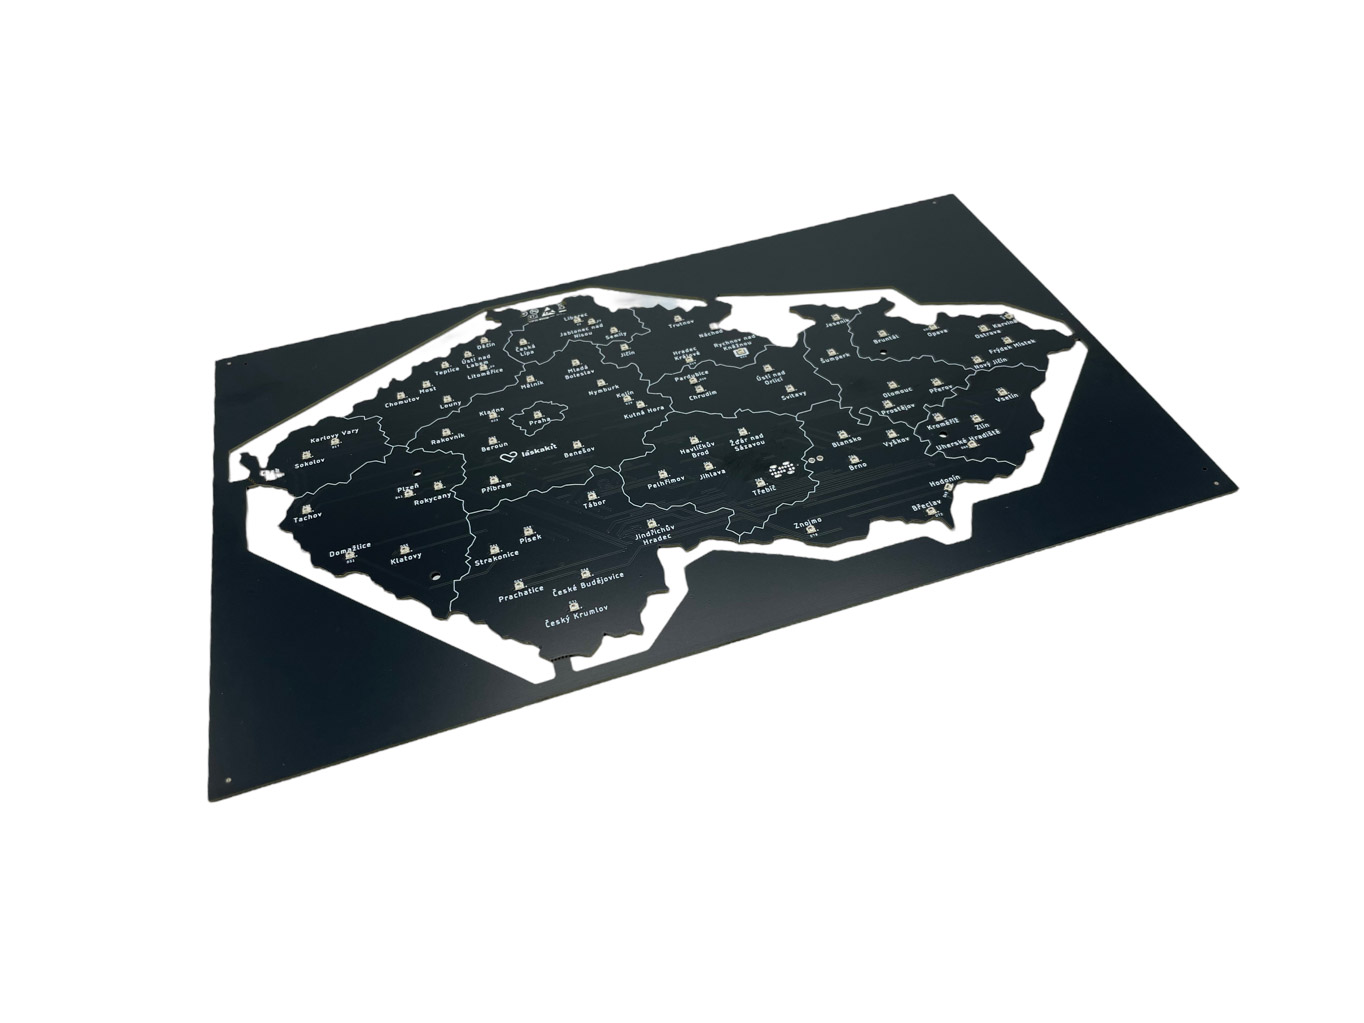 Liberec
Jablonec nad
Nisou
Semily
Trutnov
Náchod
Rychnov nad
Kněžnou
Jeseník
Bruntál
Opava
Karviná
Ostrava
Frýdek Místek
Nový Jičín
Děčín
Ústí nad
Labem
Teplice
Litoměřice
Most
Chomutov
Louny
Česká
Lípa
Jičín
Mladá
Boleslav
Mělník
Nymburk
Kolín
Kutná Hora
Hradec
Králové
Pardubice
Chrudim
Ústí nad
Orlicí
Svitavy
Šumperk
Olomouc
Přerov
Prostějov
Vsetín
Kroměříž
Zlín
Uherské Hradiště
Karlovy Vary
Sokolov
Kladno
Praha
Rakovník
Beroun
láskakit
Benešov
Příbram
Havlíčkův
Brod
Žďár nad
Sázavou
Pelhřimov
Jihlava
Třebíč
Blansko
Vyškov
Brno
Hodonín
Břeclav
Znojmo
Plzeň
Rokycany
Tachov
Domažlice
Klatovy
Tábor
Písek
Strakonice
Jindřichův
Hradec
Prachatice
České Budějovice
Český Krumlov